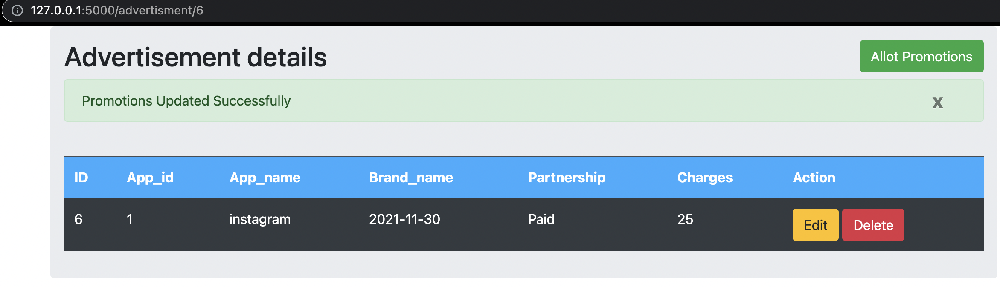 127.0.0.1:5000/advertisment/6
Advertisement details
Allot Promotions
Promotions Updated Successfully
x
ID App_id App_name Brand_name Partnership Charges Action
6 1 instagram 2021-11-30 Paid 25 Edit Delete